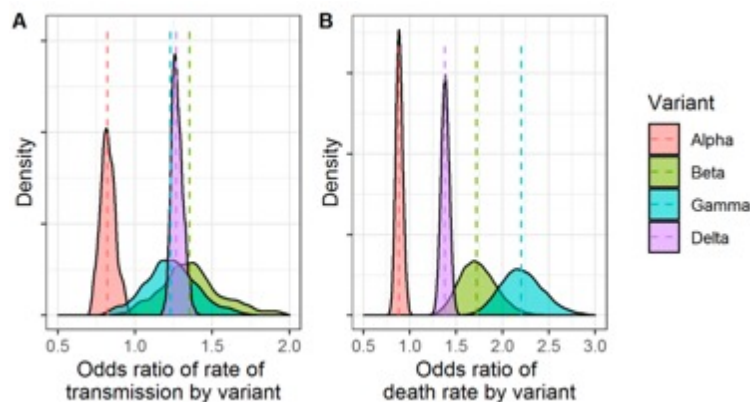 A
B
Density
Density
0.5 1.0 1.5 2.0
0.5 1.0 1.5 2.0 2.5 3.0
Odds ratio of rate of
transmission by variant
Odds ratio of
death rate by variant
Variant
Alpha
Beta
Gamma
Delta